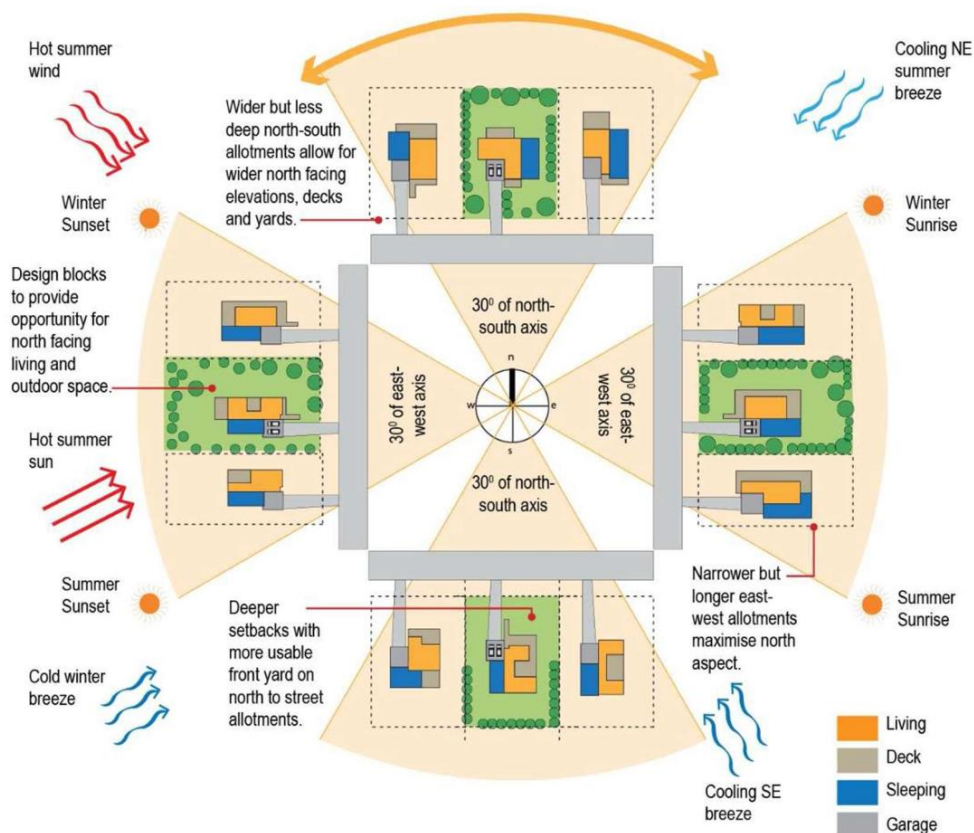 Hot summer
wind
Cooling NE
summer
breeze
Wider but less
deep north-south
allotments allow for
wider north facing
elevations, decks
and yards.
Winter
Sunset
Winter
Sunrise
Design blocks
to provide
opportunity for
north facing
living and
outdoor space.
30⁰ of north-
south axis
30⁰ of east-
west axis
n
w
e
s
30⁰ of east-
west axis
30⁰ of north-
south axis
Hot summer
sun
Summer
Sunset
Deeper
setbacks with
more usable
front yard on
north to street
allotments.
Narrower but
longer east-
west allotments
maximise north
aspect.
Summer
Sunrise
Cold winter
breeze
Cooling SE
breeze
Living
Deck
Sleeping
Garage